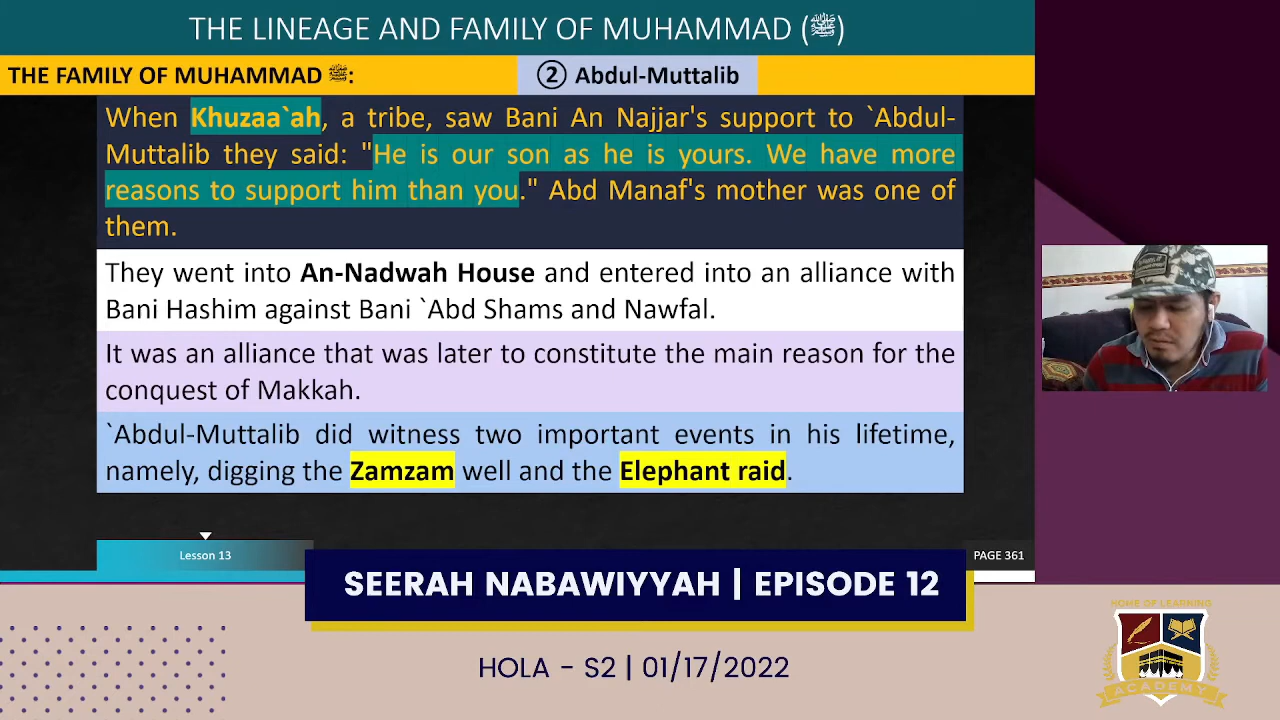 THE LINEAGE AND FAMILY OF MUHAMMAD (ﷺ)
THE FAMILY OF MUHAMMAD ﷺ:
② Abdul-Muttalib
When Khuzaa`ah, a tribe, saw Bani An Najjar's support to `Abdul-
Muttalib they said: "He is our son as he is yours. We have more
reasons to support him than you." Abd Manaf's mother was one of
them.
They went into An-Nadwah House and entered into an alliance with
Bani Hashim against Bani `Abd Shams and Nawfal.
It was an alliance that was later to constitute the main reason for the
conquest of Makkah.
`Abdul-Muttalib did witness two important events in his lifetime,
namely, digging the Zamzam well and the Elephant raid.
Lesson 13
PAGE 361
SEERAH NABAWIYYAH | EPISODE 12
HOLA - S2 | 01/17/2022
HOME OF LEARNING
ACADEMY